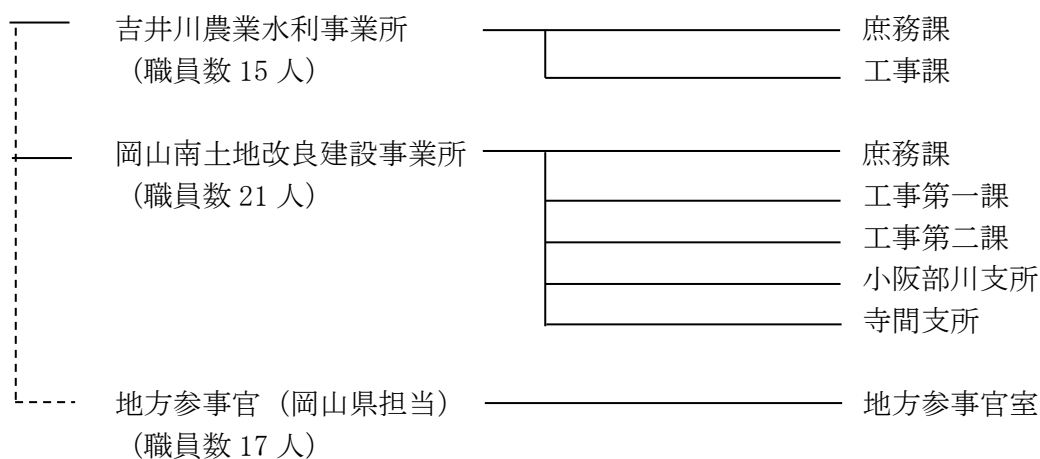 吉井川農業水利事業所 庶務課
（職員数 15 人） 工事課
岡山南土地改良建設事業所 庶務課
（職員数 21 人） 工事第一課
工事第二課
小阪部川支所
寺間支所
地方参事官（岡山県担当） 地方参事官室
（職員数 17 人）